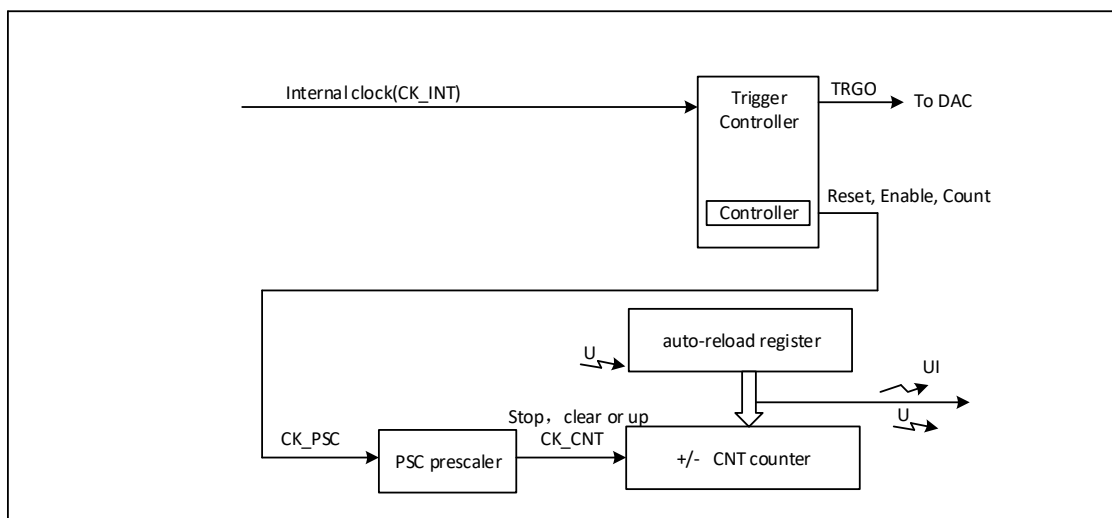 Internal clock(CK_INT)
Trigger
Controller
TRGO
To DAC
Controller
Reset, Enable, Count
auto-reload register
U
UI
U
Stop，clear or up
CK_PSC
CK_CNT
PSC prescaler
+/- CNT counter